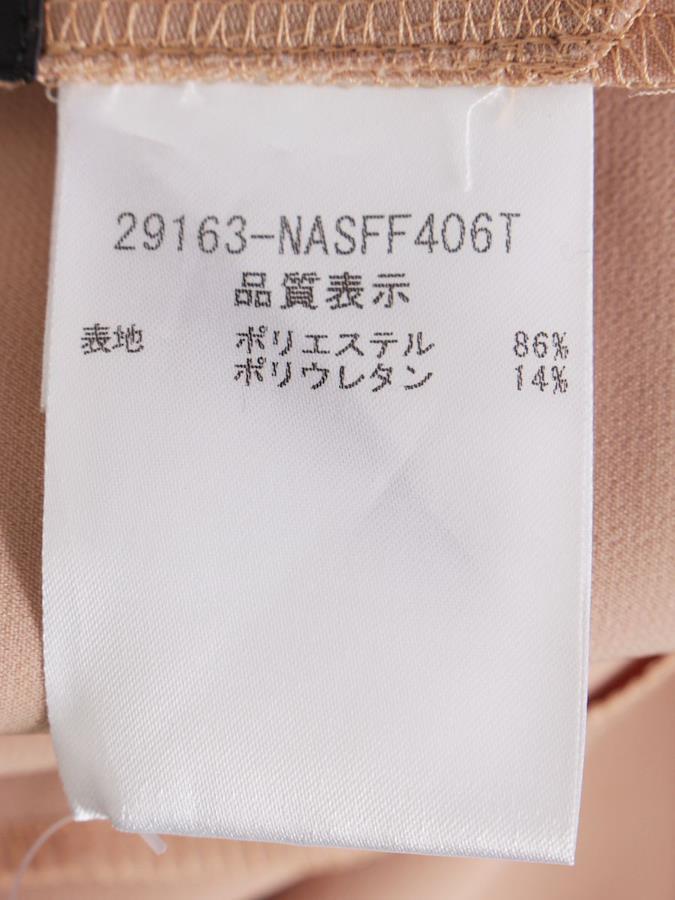 29163-NASFF406T
品質表示
表地 ポリエステル 86%
ポリウレタン 14%